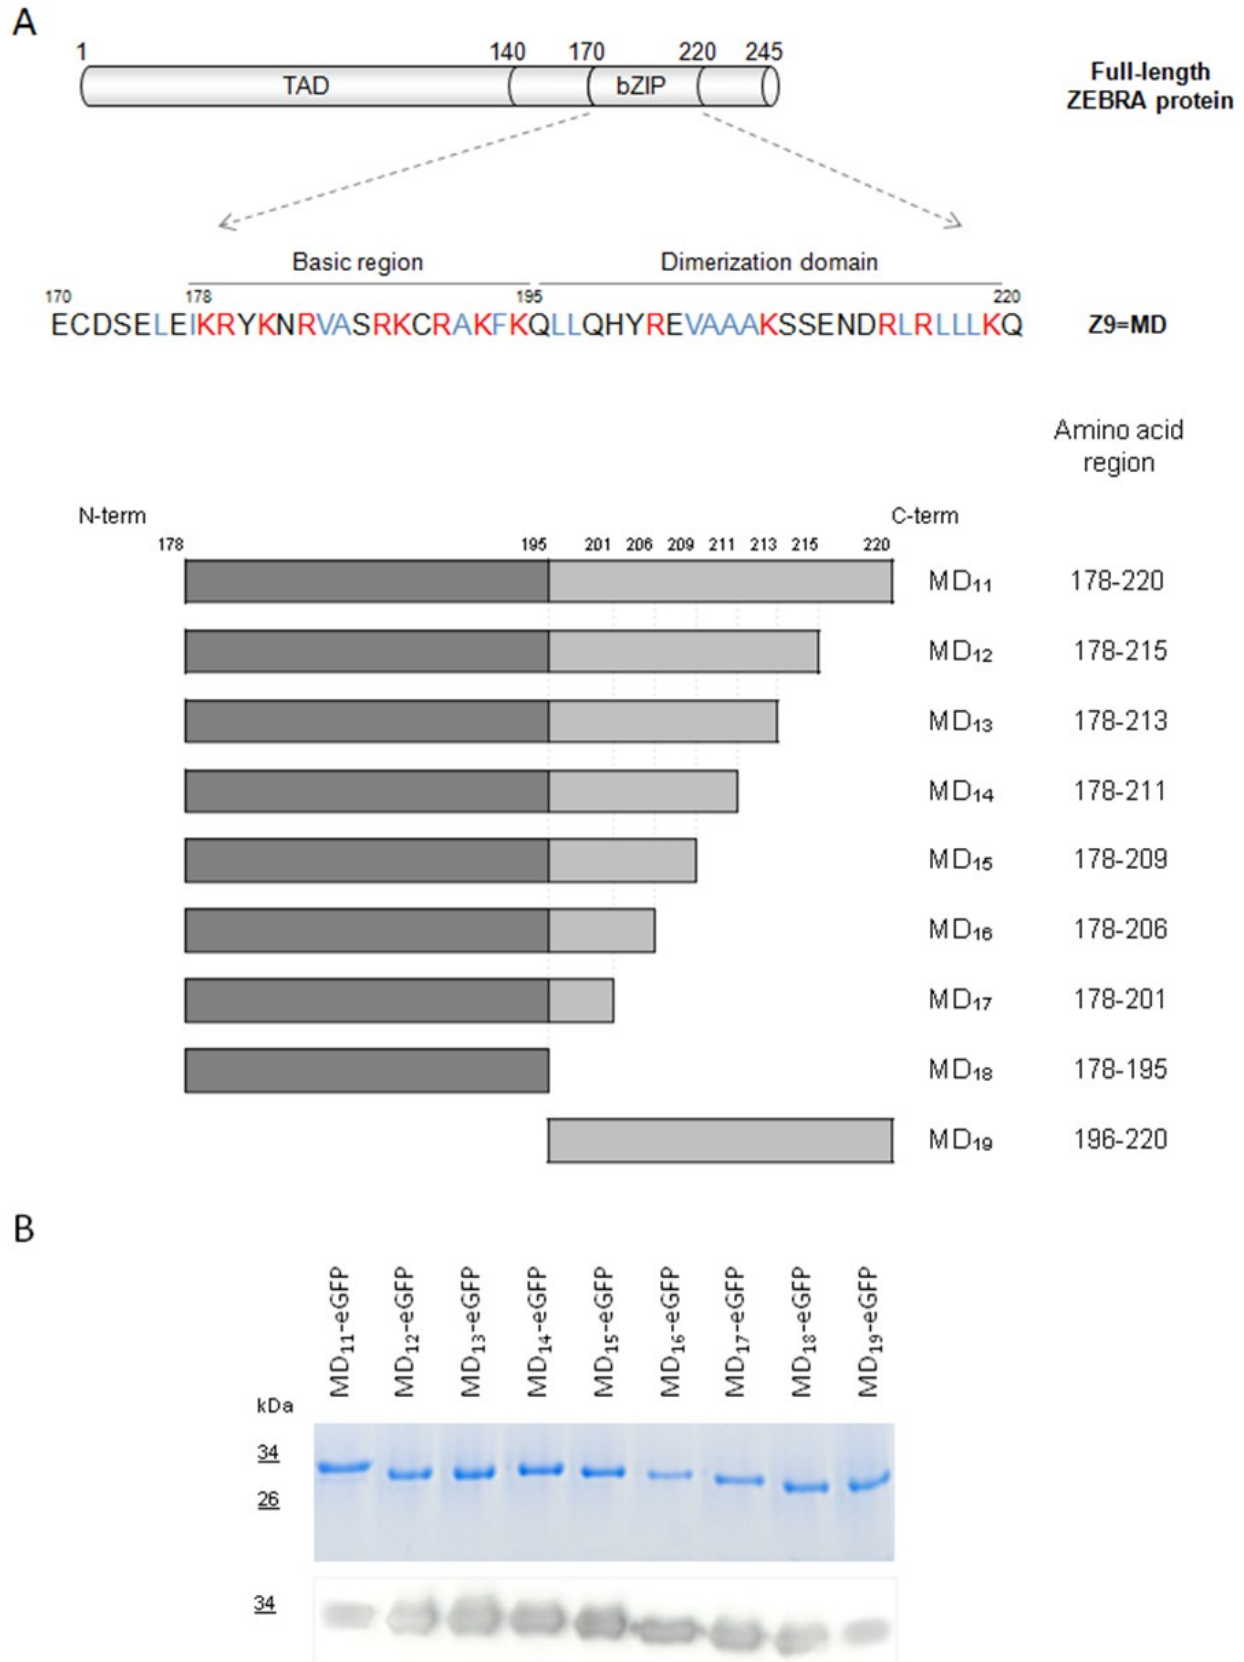 A
1 140 170 220 245
TAD bZIP
Full-length
ZEBRA protein
Basic region Dimerization domain
170 178 195 220
ECDSELEIKRYKNRVASRKCRAKFKQLLQHYREVAAAKSSENDRLRLLLKQ Z9=MD
Amino acid
region
N-term C-term
178 195 201 206 209 211 213 215 220
MD11 178-220
MD12 178-215
MD13 178-213
MD14 178-211
MD15 178-209
MD16 178-206
MD17 178-201
MD18 178-195
MD19 196-220
B
MD11-eGFP
MD12-eGFP
MD13-eGFP
MD14-eGFP
MD15-eGFP
MD16-eGFP
MD17-eGFP
MD18-eGFP
MD19-eGFP
kDa
34
26
34